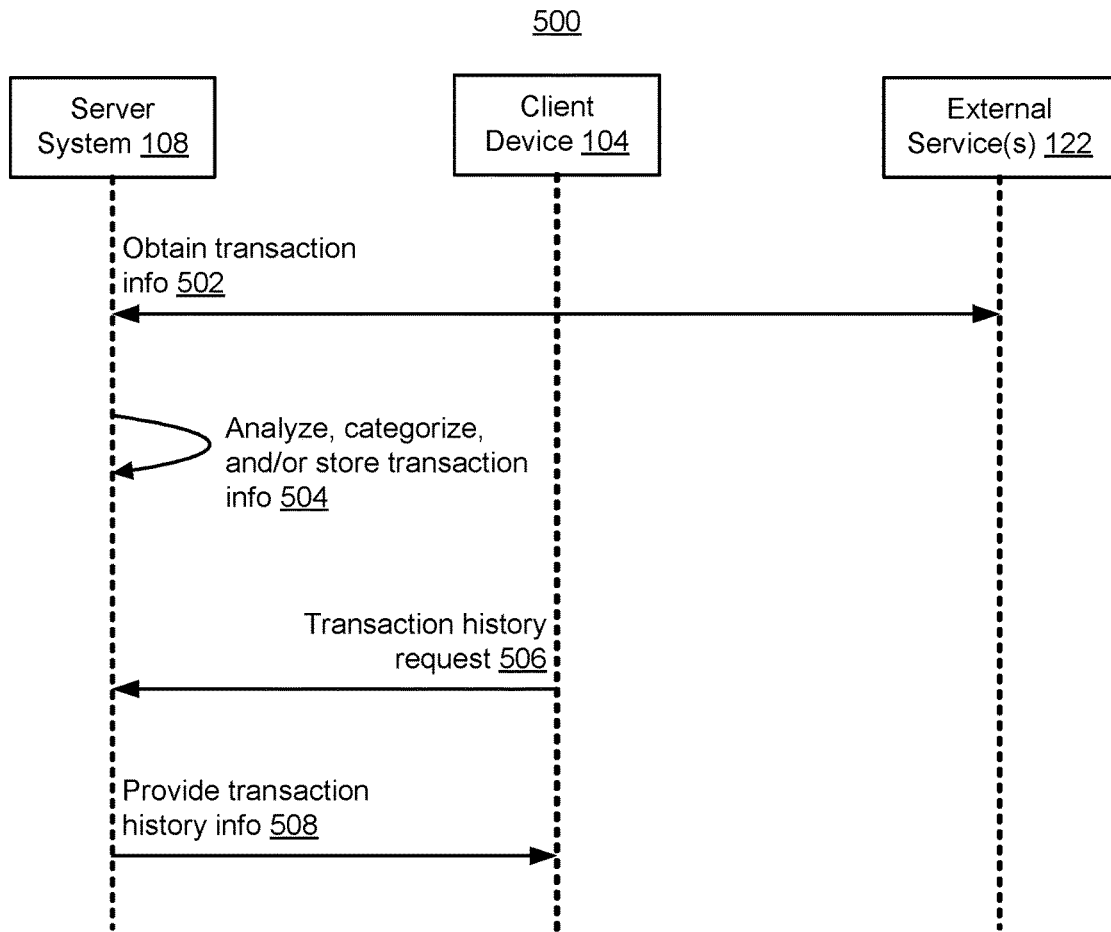 500
Server
System 108
Client
Device 104
External
Service(s) 122
Obtain transaction
info 502
Analyze, categorize,
and/or store transaction
info 504
Transaction history
request 506
Provide transaction
history info 508